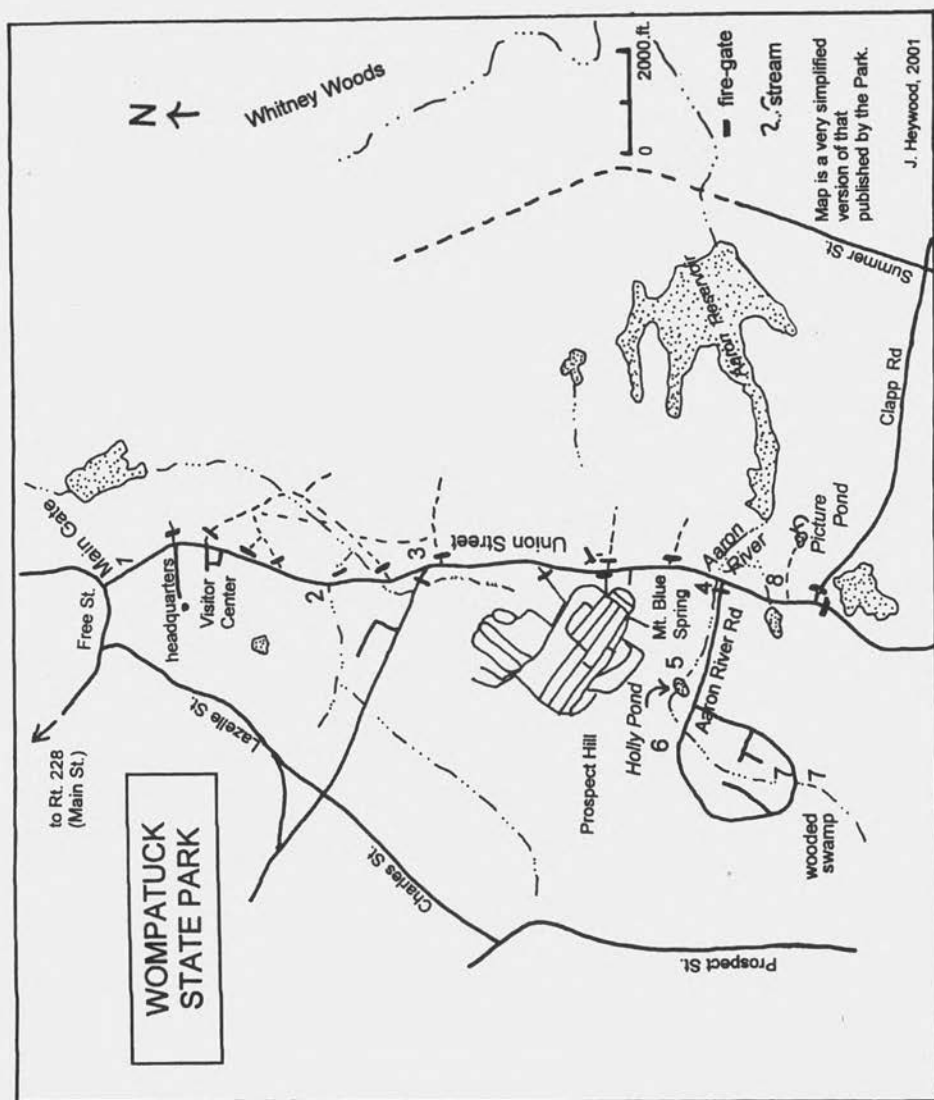 WOMPATUCK
STATE PARK
to Rt. 228
(Main St.)
Free St.
Main Gate
1
headquarters
Visitor
Center
Lazelle St.
2
3
Charles St.
Union Street
N
Whitney Woods
Prospect Hill
Mt. Blue
Spring
Holly Pond
5
6
4
Aaron
River
Aaron River Rd
7
7
wooded
swamp
8
Picture
Pond
Prospect St.
Aaron Reservoir
Clapp Rd
Summer St.
0
2000.ft.
fire-gate
stream
Map is a very simplified
version of that
published by the Park.
J. Heywood, 2001